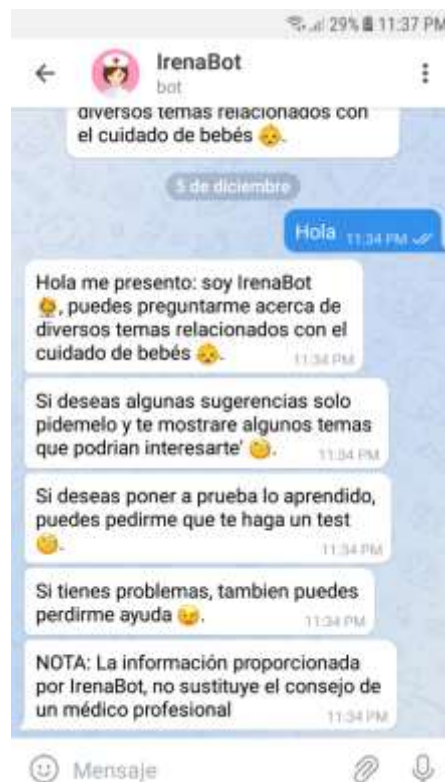 29% 11:37 PM
IrenaBot
bot
diversos temas relacionados con
el cuidado de bebés 👶.
5 de diciembre
Hola 11:34 PM
Hola me presento: soy IrenaBot
, puedes preguntarme acerca de
diversos temas relacionados con el
cuidado de bebés 👶. 11:34 PM
Si deseas algunas sugerencias solo
pidemelo y te mostrare algunos temas
que podrian interesarte' 🧐. 11:34 PM
Si deseas poner a prueba lo aprendido,
puedes pedirme que te haga un test
🧐. 11:34 PM
Si tienes problemas, tambien puedes
perdirme ayuda 😉. 11:34 PM
NOTA: La información proporcionada
por IrenaBot, no sustituye el consejo de
un médico profesional 11:34 PM
Mensaje